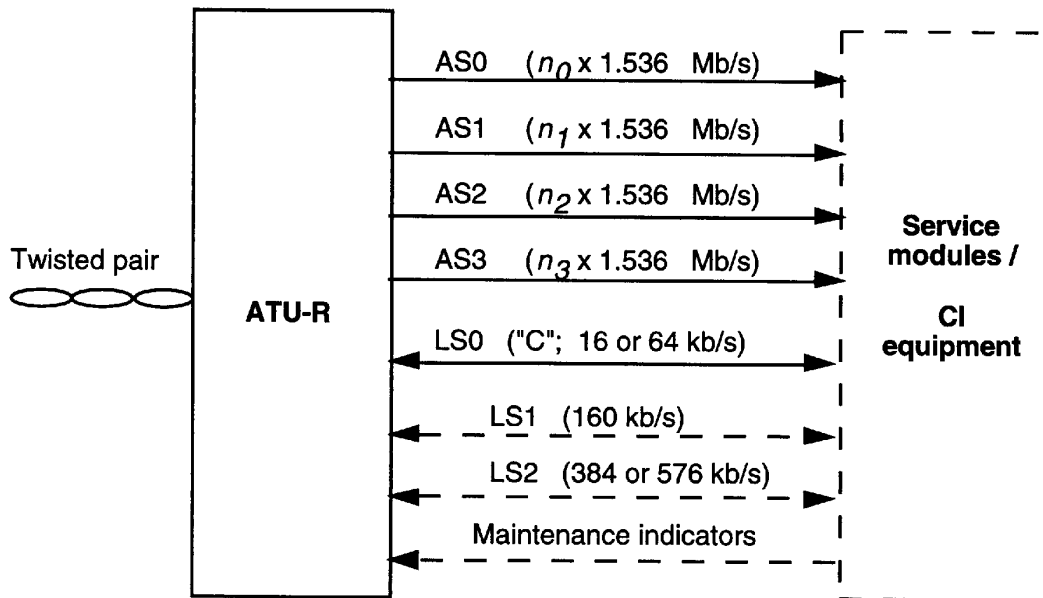 AS0 (n0 x 1.536 Mb/s)
AS1 (n1 x 1.536 Mb/s)
AS2 (n2 x 1.536 Mb/s)
AS3 (n3 x 1.536 Mb/s)
Twisted pair
ATU-R
LS0 ("C"; 16 or 64 kb/s)
LS1 (160 kb/s)
LS2 (384 or 576 kb/s)
Maintenance indicators
Service
modules /
CI
equipment